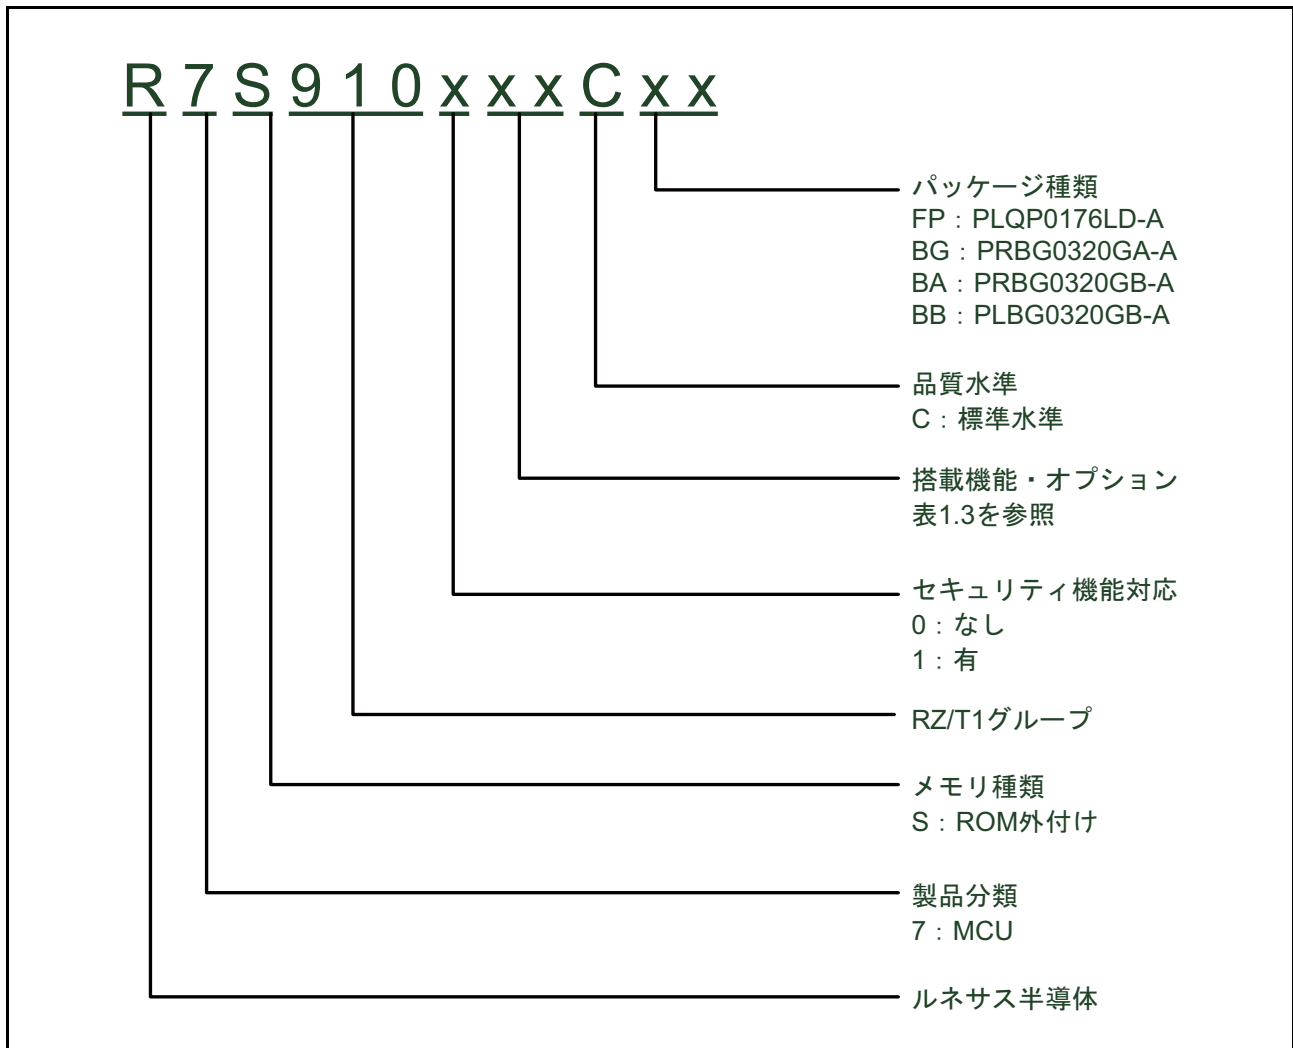 R 7 S 9 1 0 x x x C x x
パッケージ種類
FP：PLQP0176LD-A
BG：PRBG0320GA-A
BA：PRBG0320GB-A
BB：PLBG0320GB-A
品質水準
C：標準水準
搭載機能・オプション
表1.3を参照
セキュリティ機能対応
0：なし
1：有
RZ/T1グループ
メモリ種類
S：ROM外付け
製品分類
7：MCU
ルネサス半導体